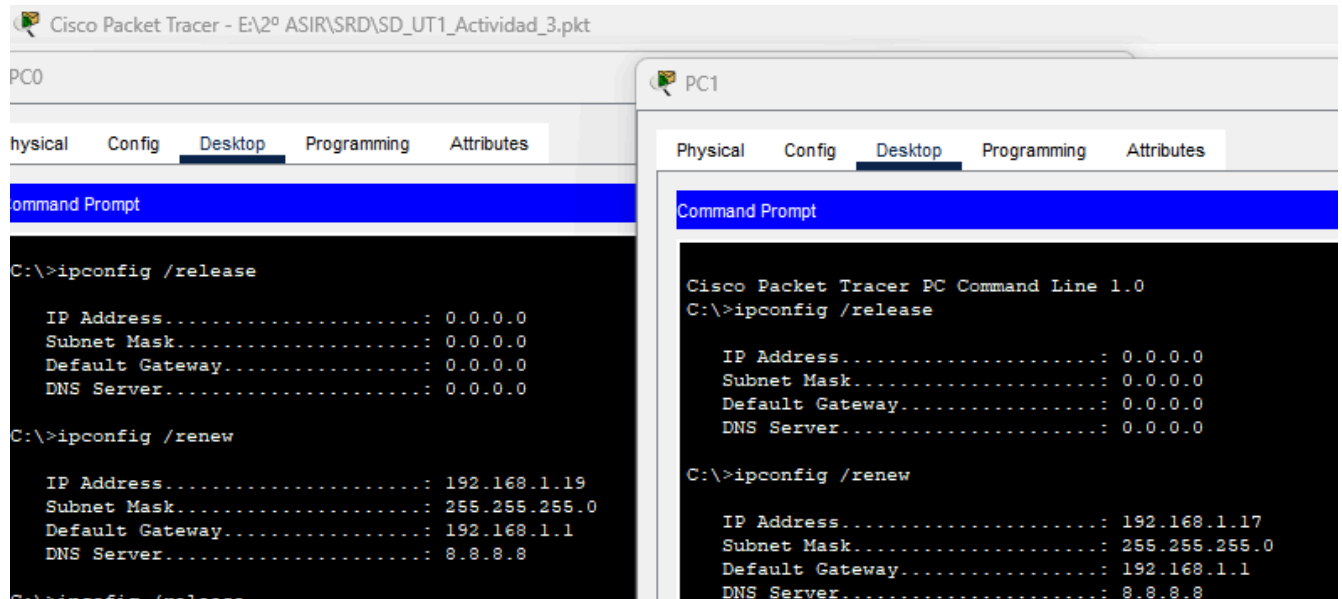 Cisco Packet Tracer - E:\2º ASIR\SRD\SD_UT1_Actividad_3.pkt
PC0
hysical Config Desktop Programming Attributes
ommand Prompt
C:\>ipconfig /release
IP Address......................: 0.0.0.0
Subnet Mask.....................: 0.0.0.0
Default Gateway.................: 0.0.0.0
DNS Server......................: 0.0.0.0
C:\>ipconfig /renew
IP Address......................: 192.168.1.19
Subnet Mask.....................: 255.255.255.0
Default Gateway.................: 192.168.1.1
DNS Server......................: 8.8.8.8
C:\>ipconfig /release
PC1
Physical Config Desktop Programming Attributes
Command Prompt
Cisco Packet Tracer PC Command Line 1.0
C:\>ipconfig /release
IP Address......................: 0.0.0.0
Subnet Mask.....................: 0.0.0.0
Default Gateway.................: 0.0.0.0
DNS Server......................: 0.0.0.0
C:\>ipconfig /renew
IP Address......................: 192.168.1.17
Subnet Mask.....................: 255.255.255.0
Default Gateway.................: 192.168.1.1
DNS Server......................: 8.8.8.8